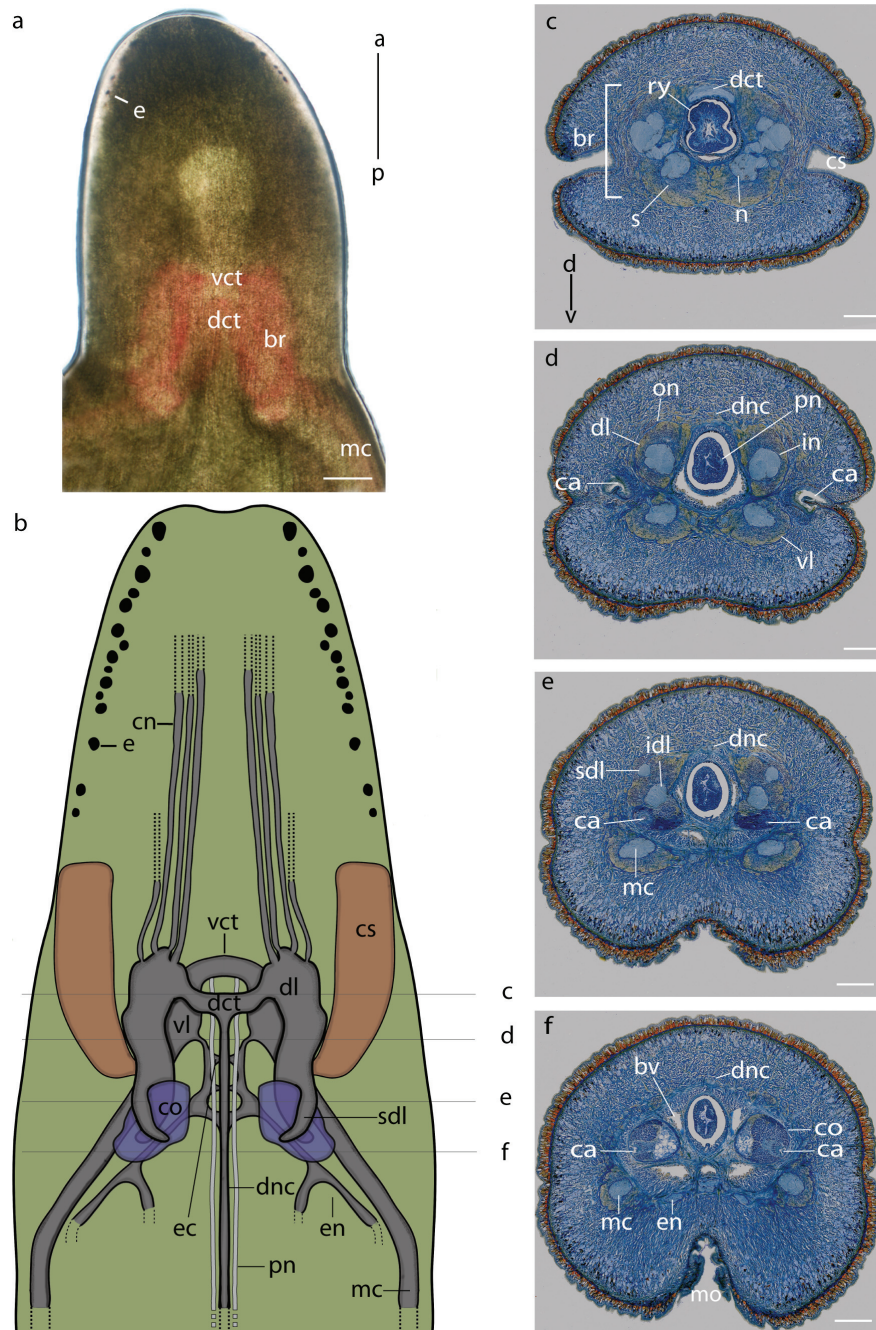 a
e
a
p
vct
dct
br
mc
b
cn
e
cs
vct
dl
dct
vl
co
sdl
dnc
ec
en
pn
mc
c
d
e
f
c
ry
dct
br
cs
s
n
d
v
d
on
dnc
pn
dl
in
ca
ca
vl
e
idl
dnc
sdl
ca
ca
mc
f
bv
dnc
co
ca
ca
mc
en
mo